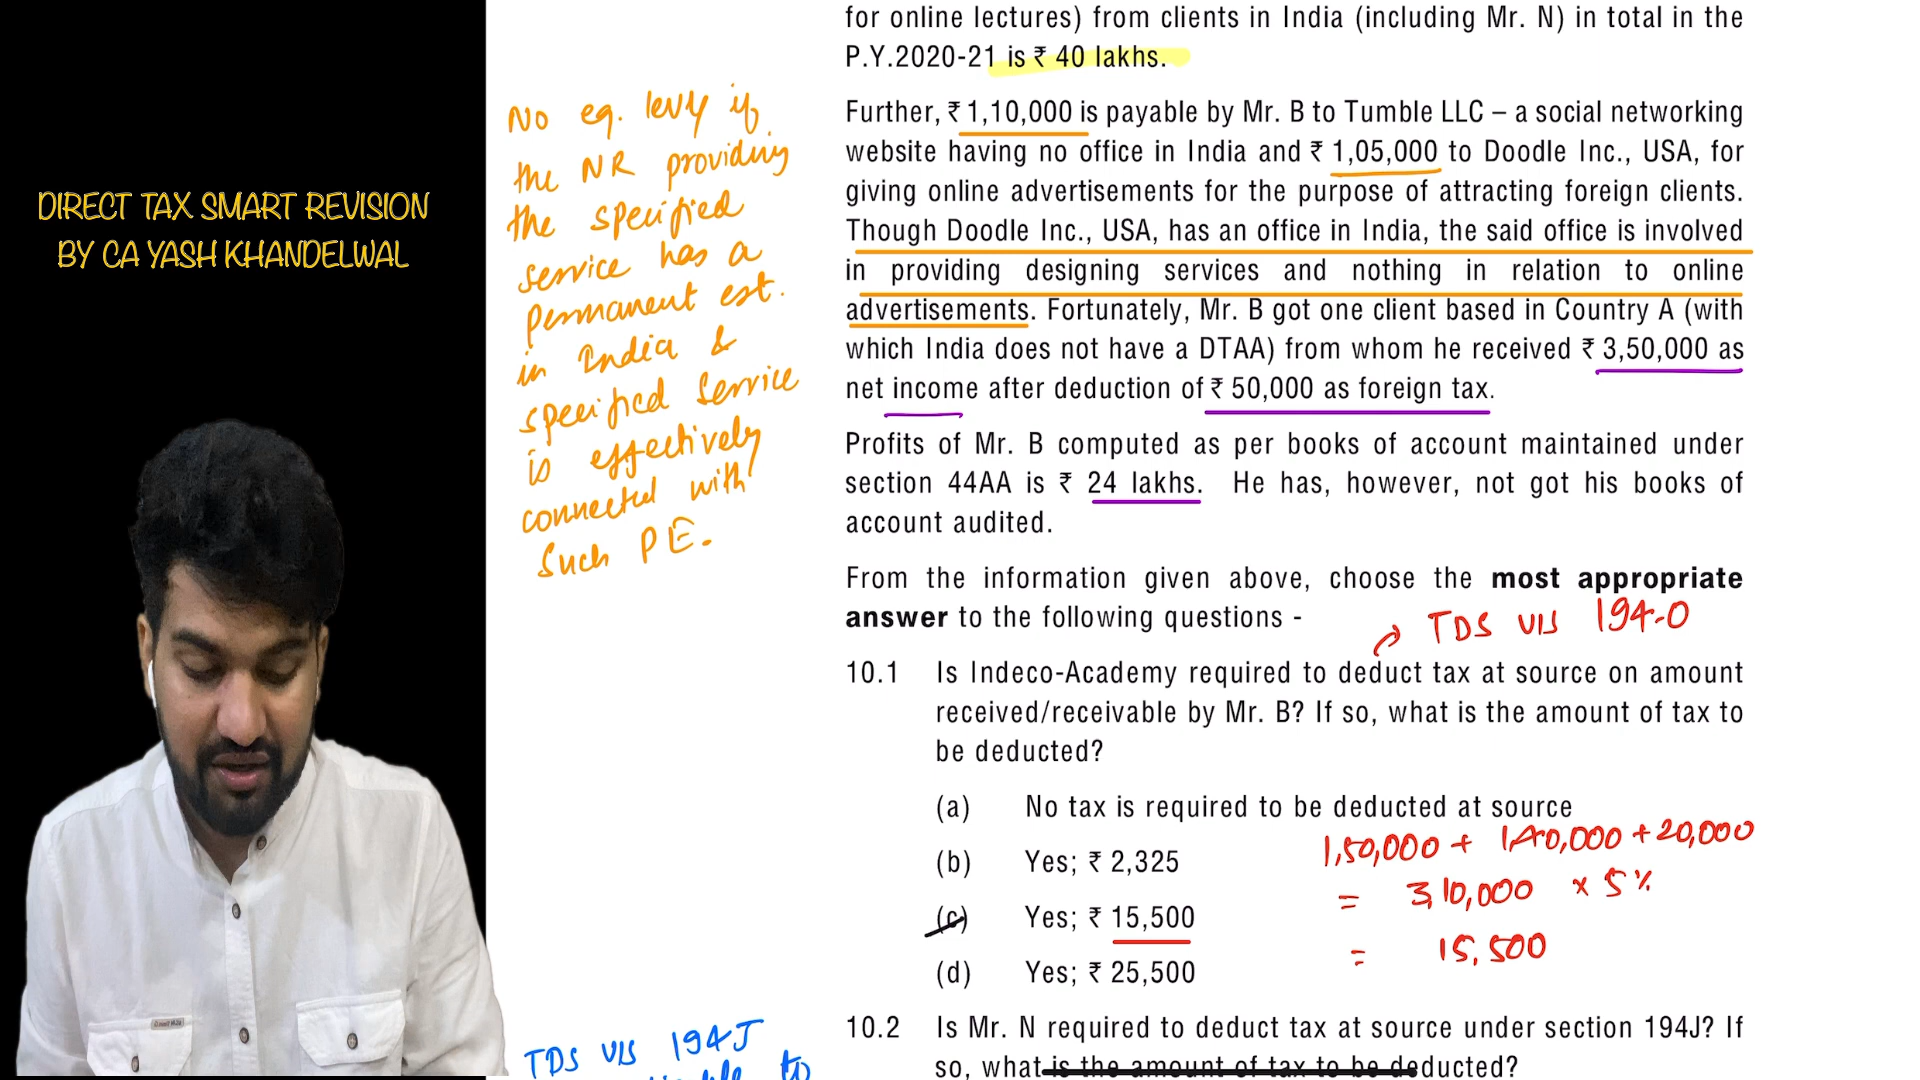 DIRECT TAX SMART REVISION
BY CA YASH KHANDELWAL
No eq. levy if
the NR providing
the specified
service has a
permanent est.
in India &
specified service
is effectively
connected with
such PE.
TDS u/s 194J
to
for online lectures) from clients in India (including Mr. N) in total in the
P.Y.2020-21 is ₹ 40 lakhs.
Further, ₹ 1,10,000 is payable by Mr. B to Tumble LLC – a social networking
website having no office in India and ₹ 1,05,000 to Doodle Inc., USA, for
giving online advertisements for the purpose of attracting foreign clients.
Though Doodle Inc., USA, has an office in India, the said office is involved
in providing designing services and nothing in relation to online
advertisements. Fortunately, Mr. B got one client based in Country A (with
which India does not have a DTAA) from whom he received ₹ 3,50,000 as
net income after deduction of ₹ 50,000 as foreign tax.
Profits of Mr. B computed as per books of account maintained under
section 44AA is ₹ 24 lakhs. He has, however, not got his books of
account audited.
From the information given above, choose the most appropriate
answer to the following questions -
TDS u/s 194-O
10.1 Is Indeco-Academy required to deduct tax at source on amount
received/receivable by Mr. B? If so, what is the amount of tax to
be deducted?
(a) No tax is required to be deducted at source
(b) Yes; ₹ 2,325
(c) Yes; ₹ 15,500
(d) Yes; ₹ 25,500
1,50,000 + 1,40,000 + 20,000
= 3,10,000 x 5%
= 15,500
10.2 Is Mr. N required to deduct tax at source under section 194J? If
so, what is the amount of tax to be deducted?